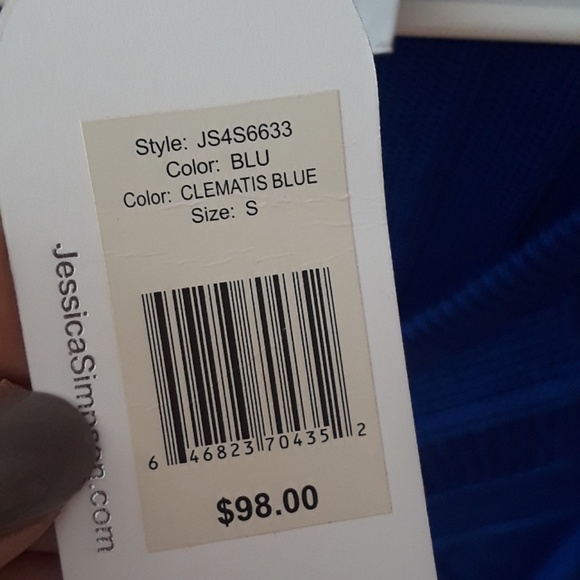 Style: JS4S6633
Color: BLU
Color: CLEMATIS BLUE
Size: S
6 46823 70435 2
$98.00
JessicaSimpson.com